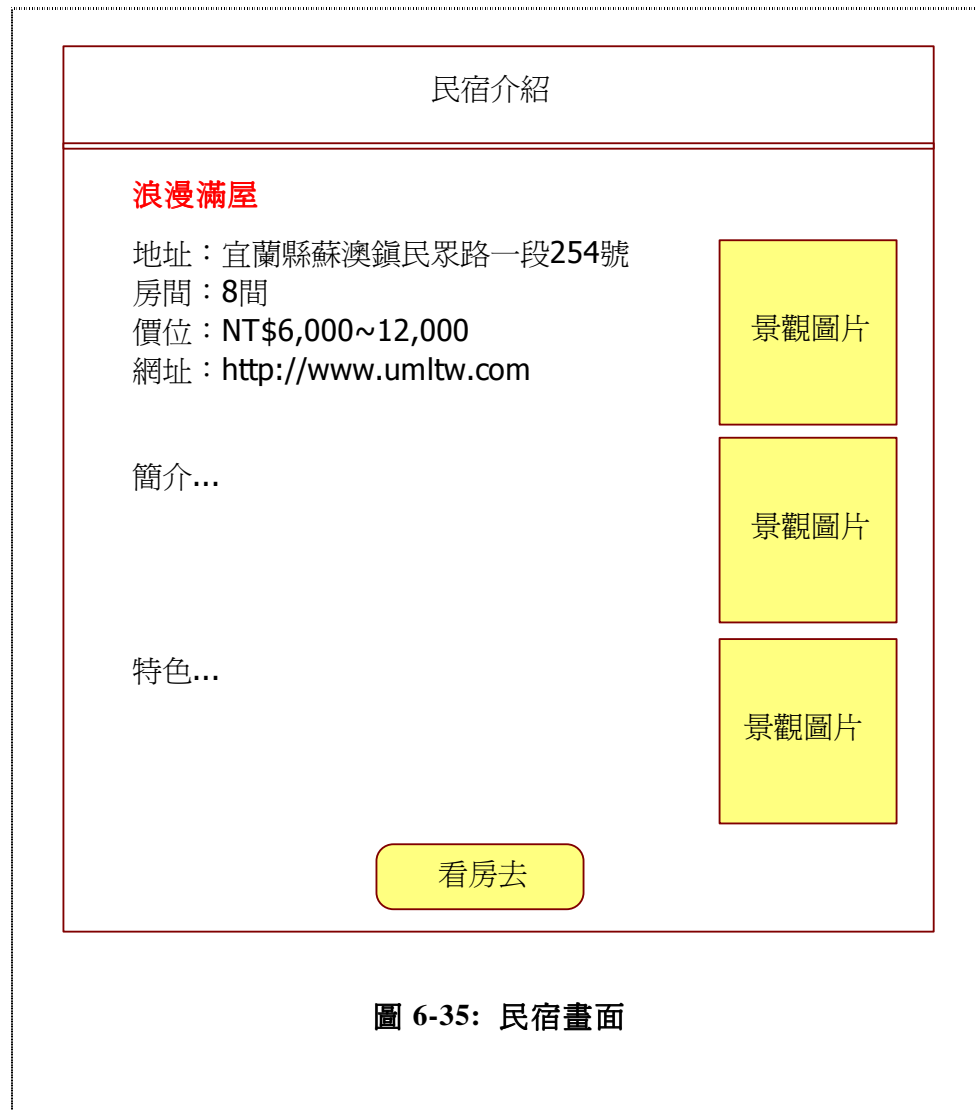 民宿介紹
浪漫滿屋
地址：宜蘭縣蘇澳鎮民眾路一段254號
房間：8間
價位：NT$6,000~12,000
網址：http://www.umltw.com
景觀圖片
簡介...
景觀圖片
特色...
景觀圖片
看房去
圖 6-35: 民宿畫面